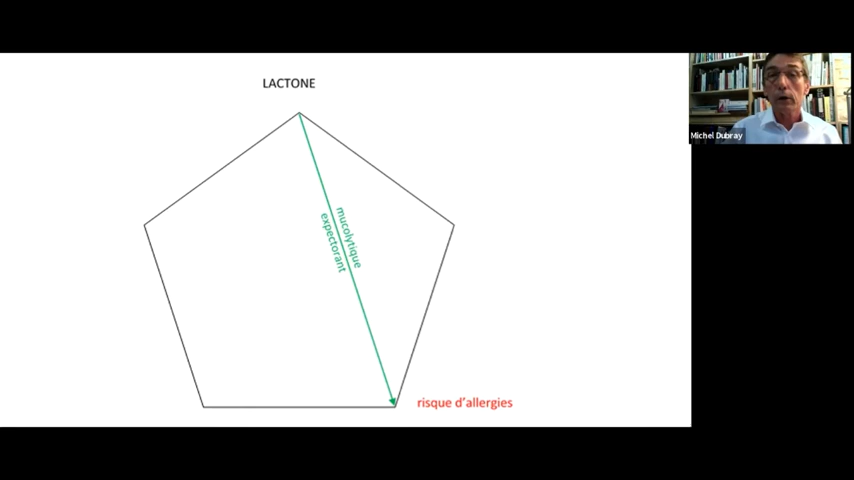 LACTONE
Michel Dubray
mucolytique
expectorant
risque d'allergies